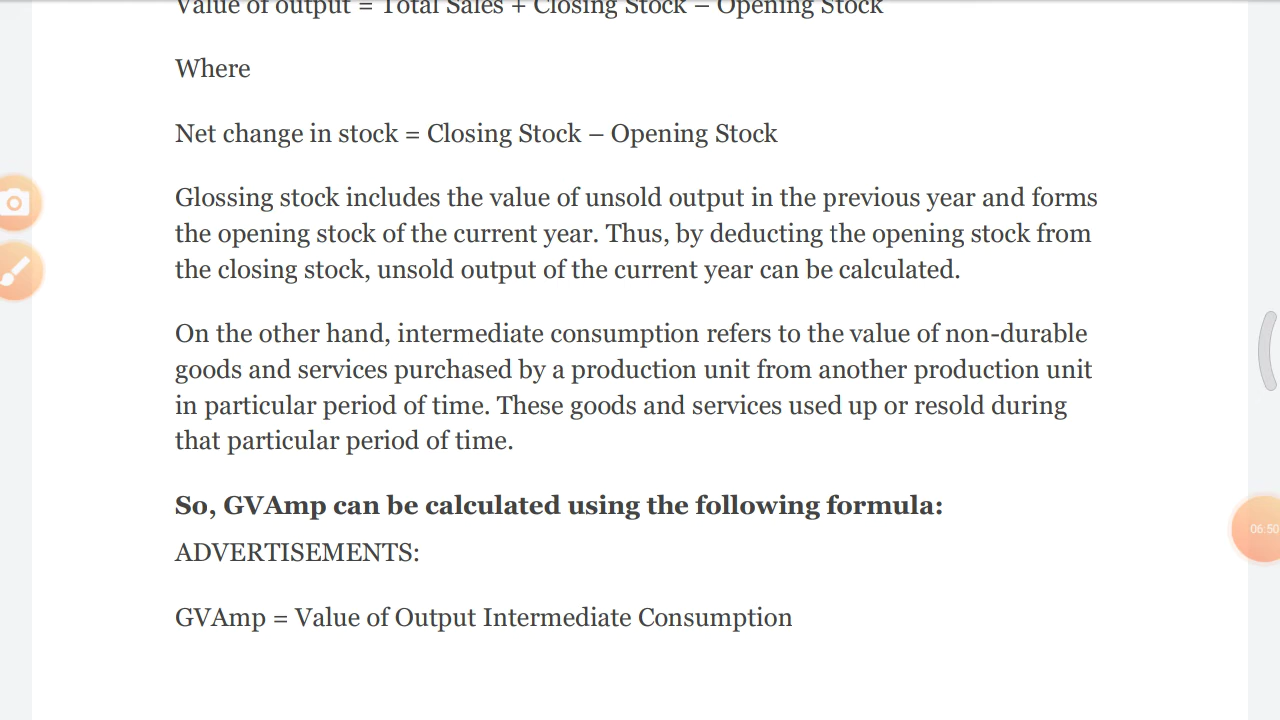 Value of output = Total Sales + Closing Stock – Opening Stock
Where
Net change in stock = Closing Stock – Opening Stock
Glossing stock includes the value of unsold output in the previous year and forms
the opening stock of the current year. Thus, by deducting the opening stock from
the closing stock, unsold output of the current year can be calculated.
On the other hand, intermediate consumption refers to the value of non-durable
goods and services purchased by a production unit from another production unit
in particular period of time. These goods and services used up or resold during
that particular period of time.
So, GVAmp can be calculated using the following formula:
06:50
ADVERTISEMENTS:
GVAmp = Value of Output Intermediate Consumption